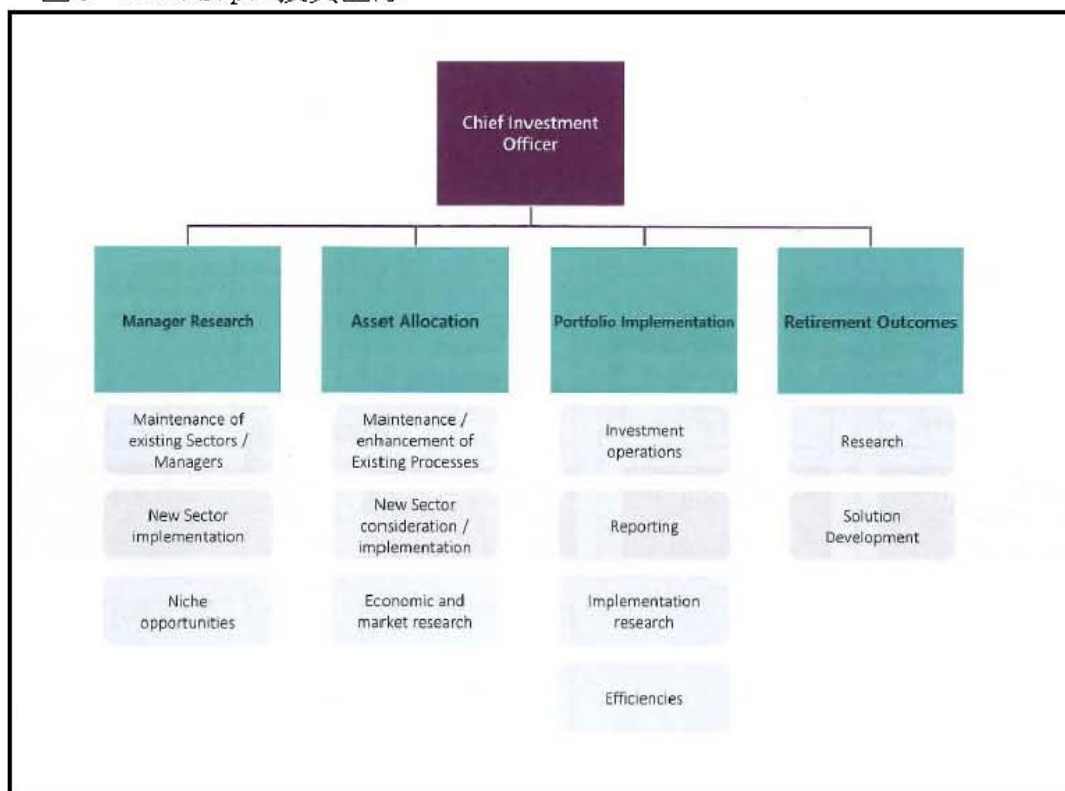 Chief Investment
Officer
Manager Research
Asset Allocation
Portfolio Implementation
Retirement Outcomes
Maintenance of
existing Sectors /
Managers
Maintenance /
enhancement of
Existing Processes
Investment
operations
Research
New Sector
implementation
New Sector
consideration /
implementation
Reporting
Solution
Development
Niche
opportunities
Economic and
market research
Implementation
research
Efficiencies